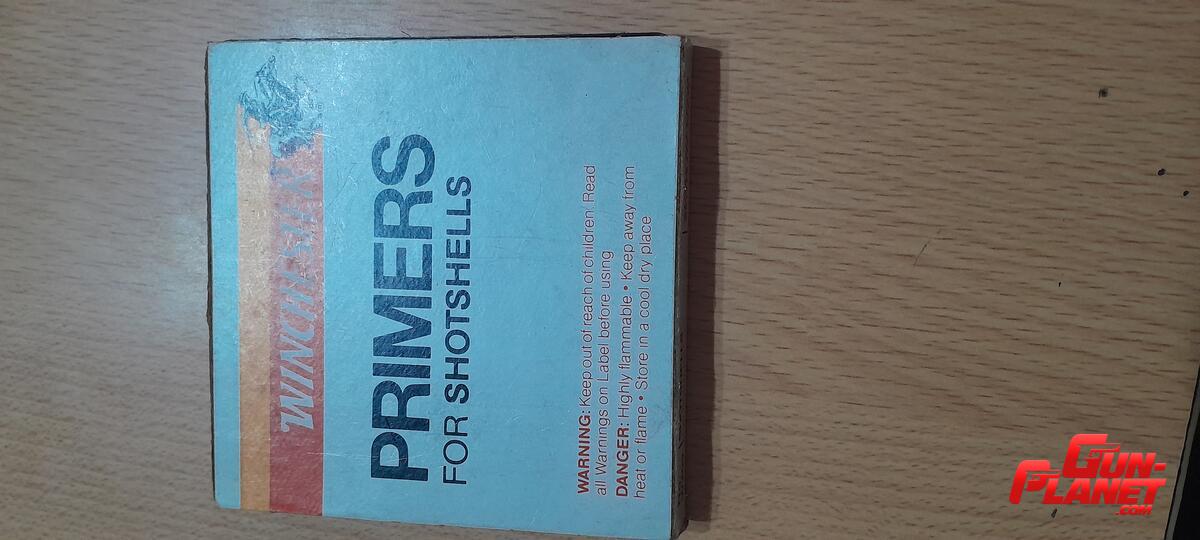 WINCHESTER
PRIMERS
FOR SHOTSHELLS
WARNING: Keep out of reach of children. Read
all Warnings on Label before using
DANGER: Highly flammable • Keep away from
heat or flame • Store in a cool dry place
GUN-
PLANET
.COM